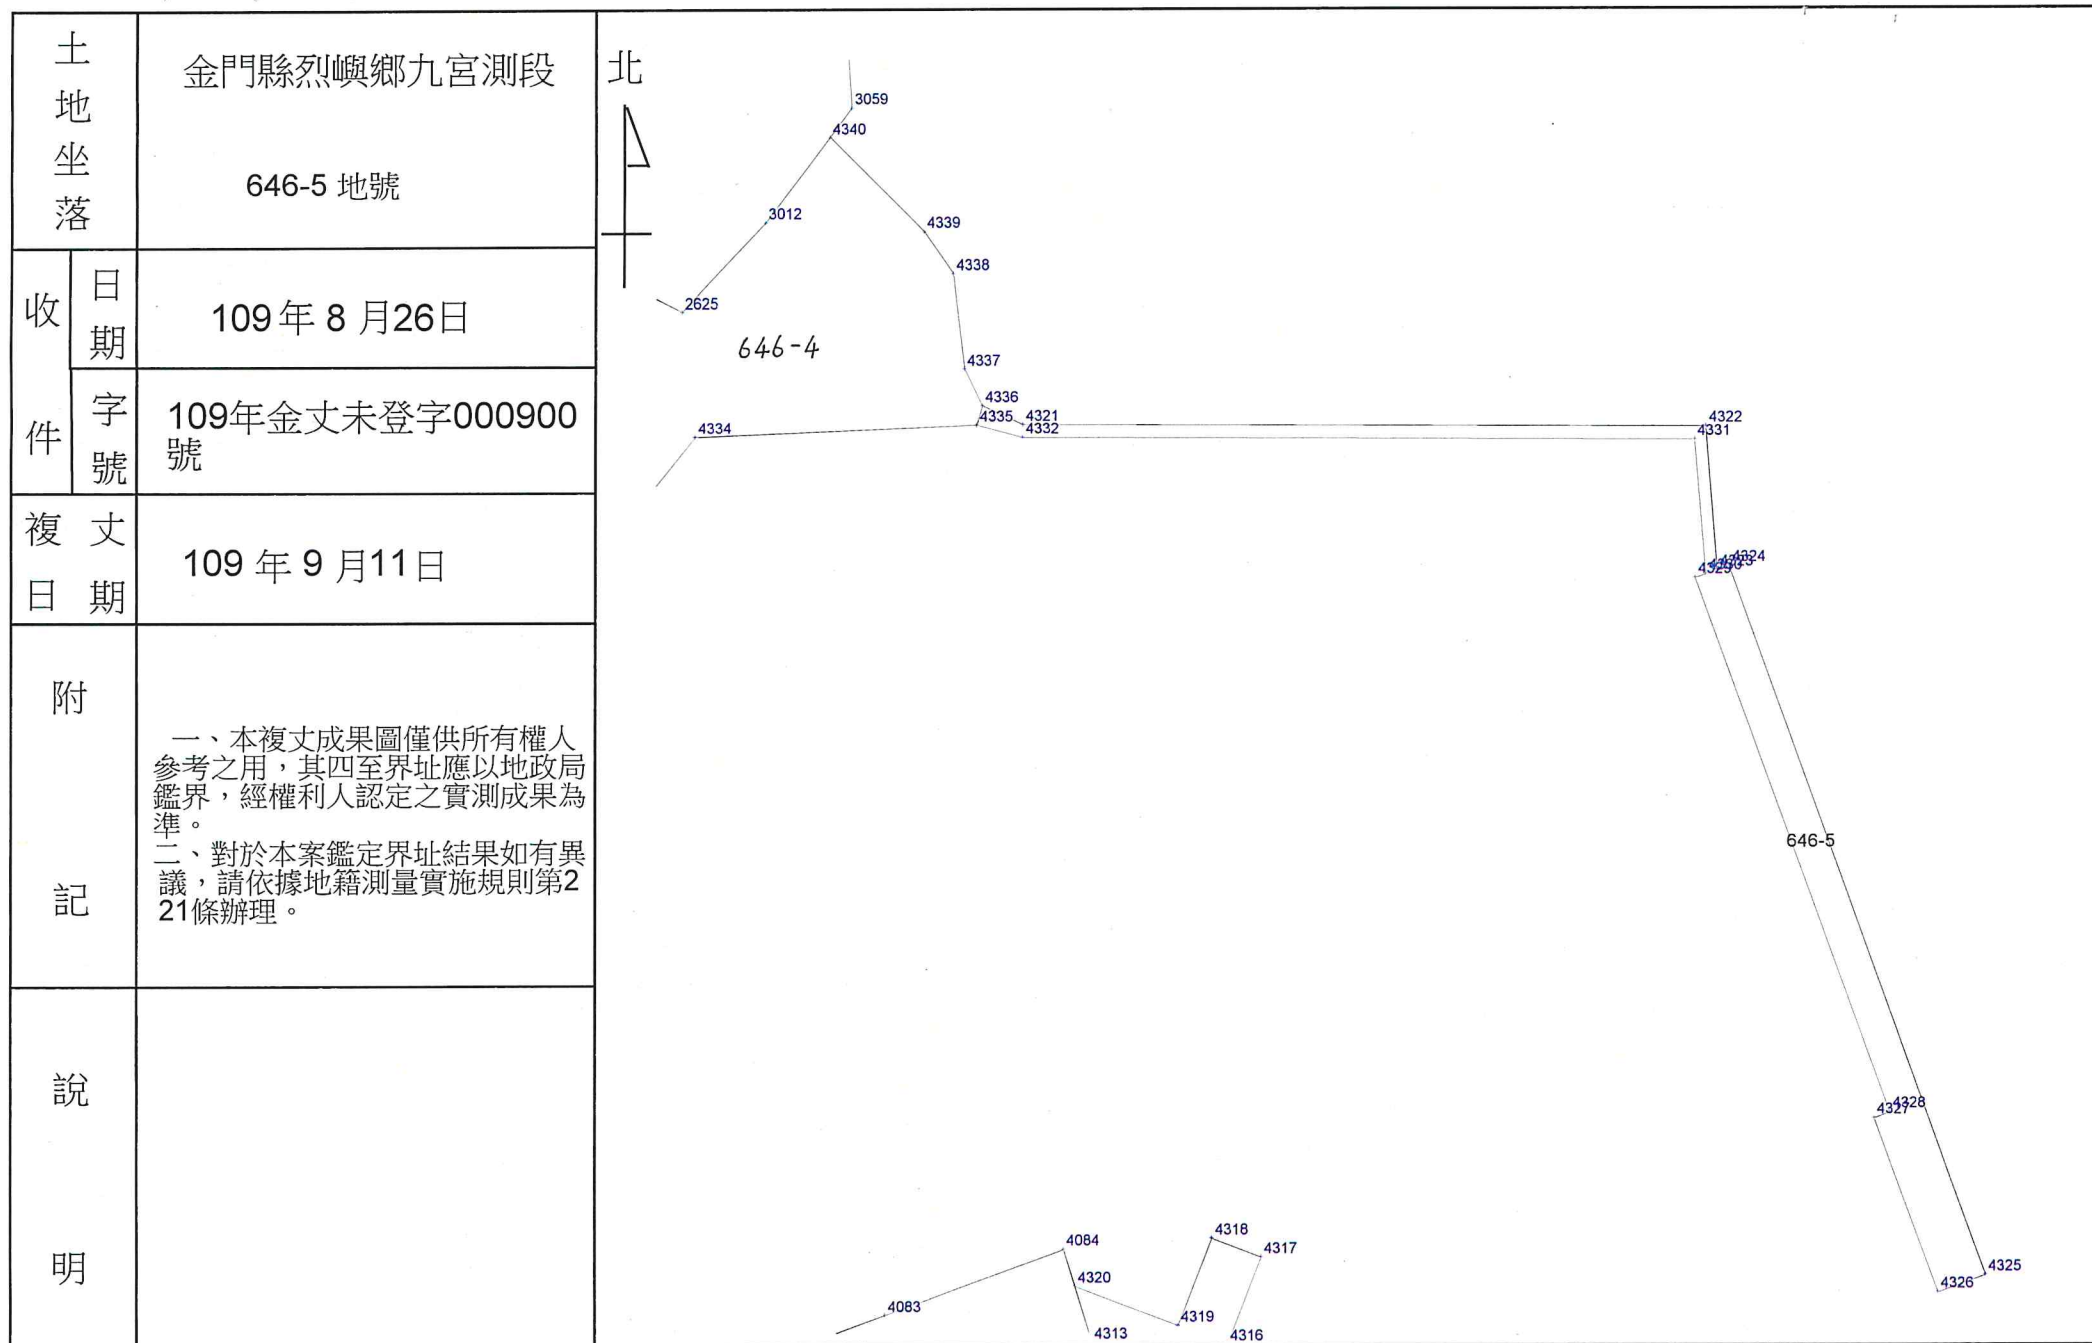 土地坐落
金門縣烈嶼鄉九宮測段
646-5 地號
收件
日期
109年 8 月26日
字號
109年金丈未登字000900
號
複丈
日期
109 年 9 月11日
附記
一、本複丈成果圖僅供所有權人
參考之用，其四至界址應以地政局
鑑界，經權利人認定之實測成果為
準。
二、對於本案鑑定界址結果如有異
議，請依據地籍測量實施規則第2
21條辦理。
說明
北
3059
4340
3012
4339
4338
2625
646-4
4337
4336
4335
4321
4334
4332
4322
4331
4324
4323
4329
646-5
4328
4327
4318
4084
4317
4325
4320
4326
4083
4319
4313
4316